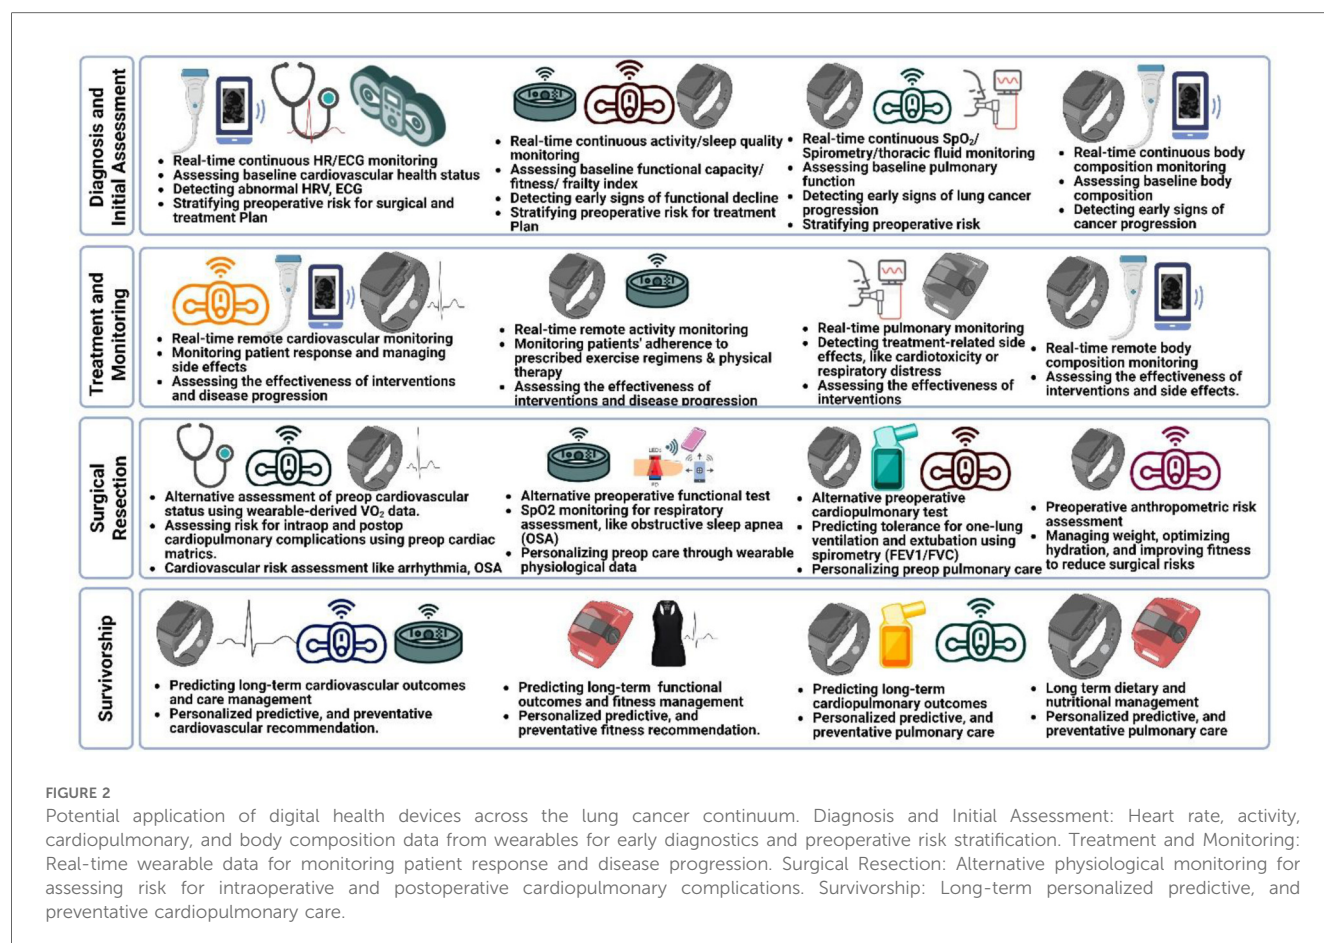 Diagnosis and
Initial Assessment
• Real-time continuous HR/ECG monitoring
• Assessing baseline cardiovascular health status
• Detecting abnormal HRV, ECG
• Stratifying preoperative risk for surgical and
treatment Plan
• Real-time continuous activity/sleep quality
monitoring
• Assessing baseline functional capacity/
fitness/ frailty index
• Detecting early signs of functional decline
• Stratifying preoperative risk for treatment
Plan
• Real-time continuous SpO₂/
Spirometry/thoracic fluid monitoring
• Assessing baseline pulmonary
function
• Detecting early signs of lung cancer
progression
• Stratifying preoperative risk
• Real-time continuous body
composition monitoring
• Assessing baseline body
composition
• Detecting early signs of
cancer progression
Treatment and
Monitoring
• Real-time remote cardiovascular monitoring
• Monitoring patient response and managing
side effects
• Assessing the effectiveness of interventions
and disease progression
• Real-time remote activity monitoring
• Monitoring patients' adherence to
prescribed exercise regimens & physical
therapy
• Assessing the effectiveness of
interventions and disease progression
• Real-time pulmonary monitoring
• Detecting treatment-related side
effects, like cardiotoxicity or
respiratory distress
• Assessing the effectiveness of
interventions
• Real-time remote body
composition monitoring
• Assessing the effectiveness of
interventions and side effects.
Surgical
Resection
• Alternative assessment of preop cardiovascular
status using wearable-derived VO₂ data.
• Assessing risk for intraop and postop
cardiopulmonary complications using preop cardiac
matrics.
• Cardiovascular risk assessment like arrhythmia, OSA
LEDs
PD
• Alternative preoperative functional test
• SpO2 monitoring for respiratory
assessment, like obstructive sleep apnea
(OSA)
• Personalizing preop care through wearable
physiological data
• Alternative preoperative
cardiopulmonary test
• Predicting tolerance for one-lung
ventilation and extubation using
spirometry (FEV1/FVC)
• Personalizing preop pulmonary care
• Preoperative anthropometric risk
assessment
• Managing weight, optimizing
hydration, and improving fitness
to reduce surgical risks
Survivorship
• Predicting long-term cardiovascular outcomes
and care management
• Personalized predictive, and preventative
cardiovascular recommendation.
• Predicting long-term functional
outcomes and fitness management
• Personalized predictive, and
preventative fitness recommendation.
• Predicting long-term
cardiopulmonary outcomes
• Personalized predictive, and
preventative pulmonary care
• Long term dietary and
nutritional management
• Personalized predictive, and
preventative pulmonary care
FIGURE 2
Potential application of digital health devices across the lung cancer continuum. Diagnosis and Initial Assessment: Heart rate, activity,
cardiopulmonary, and body composition data from wearables for early diagnostics and preoperative risk stratification. Treatment and Monitoring:
Real-time wearable data for monitoring patient response and disease progression. Surgical Resection: Alternative physiological monitoring for
assessing risk for intraoperative and postoperative cardiopulmonary complications. Survivorship: Long-term personalized predictive, and
preventative cardiopulmonary care.